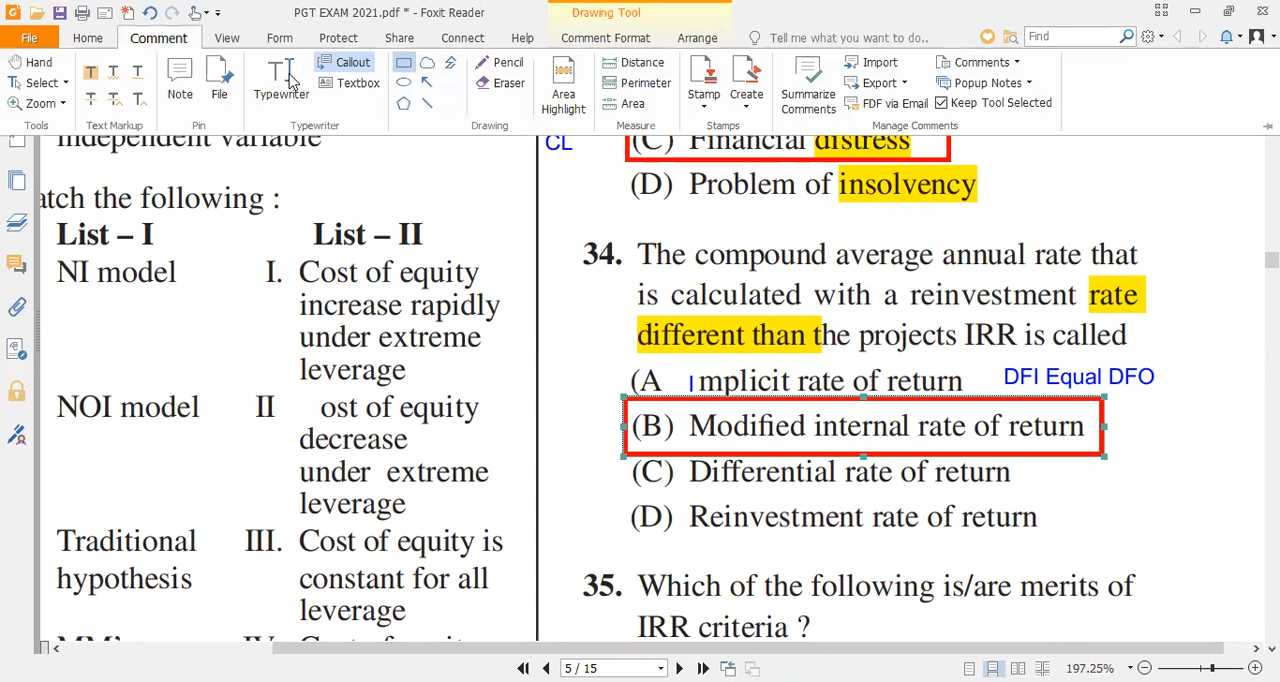 PGT EXAM 2021.pdf * - Foxit Reader
Drawing Tool
File Home Comment View Form Protect Share Connect Help Comment Format Arrange Tell me what you want to do.. Find
Hand
Select
Zoom
Tools
Text Markup
Note
File
Pin
Typewriter
Callout
Textbox
Typewriter
Pencil
Eraser
Drawing
Area
Highlight
Distance
Perimeter
Area
Measure
Stamp
Create
Stamps
Summarize
Comments
Import
Export
FDF via Email
Comments
Popup Notes
Keep Tool Selected
Manage Comments
independent variable
atch the following :
List – I List – II
NI model I. Cost of equity
increase rapidly
under extreme
leverage
NOI model II ost of equity
decrease
under extreme
leverage
Traditional III. Cost of equity is
hypothesis constant for all
leverage
CL
(C) Financial distress
(D) Problem of insolvency
34. The compound average annual rate that
is calculated with a reinvestment rate
different than the projects IRR is called
(A I mplicit rate of return DFI Equal DFO
(B) Modified internal rate of return
(C) Differential rate of return
(D) Reinvestment rate of return
35. Which of the following is/are merits of
IRR criteria ?
5 / 15
197.25%